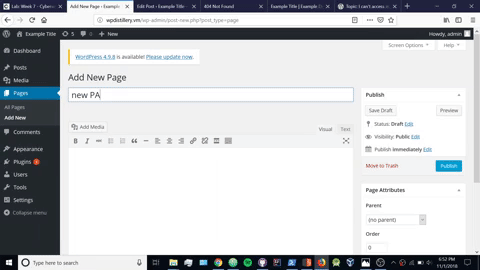 Lab: Week 7 - Cyberse
Add New Page ‹ Example
Edit Post ‹ Example Title —
404 Not Found
Example Title | Example De
Topic: I can't access m
wpdistillery.vm/wp-admin/post-new.php?post_type=page
Search
Example Title
5
0
New
Howdy, admin
Screen Options
Help
Dashboard
Posts
Media
Pages
All Pages
Add New
Comments
Appearance
Plugins
Users
Tools
Settings
Collapse menu
WordPress 4.9.8 is available! Please update now.
Add New Page
new PA
Add Media
Visual
Text
B I ABC
Publish
Save Draft
Preview
Status: Draft Edit
Visibility: Public Edit
Publish Immediately Edit
Move to Trash
Publish
Page Attributes
Parent
(no parent)
Order
0
Type here to search
6:52 PM
11/1/2018